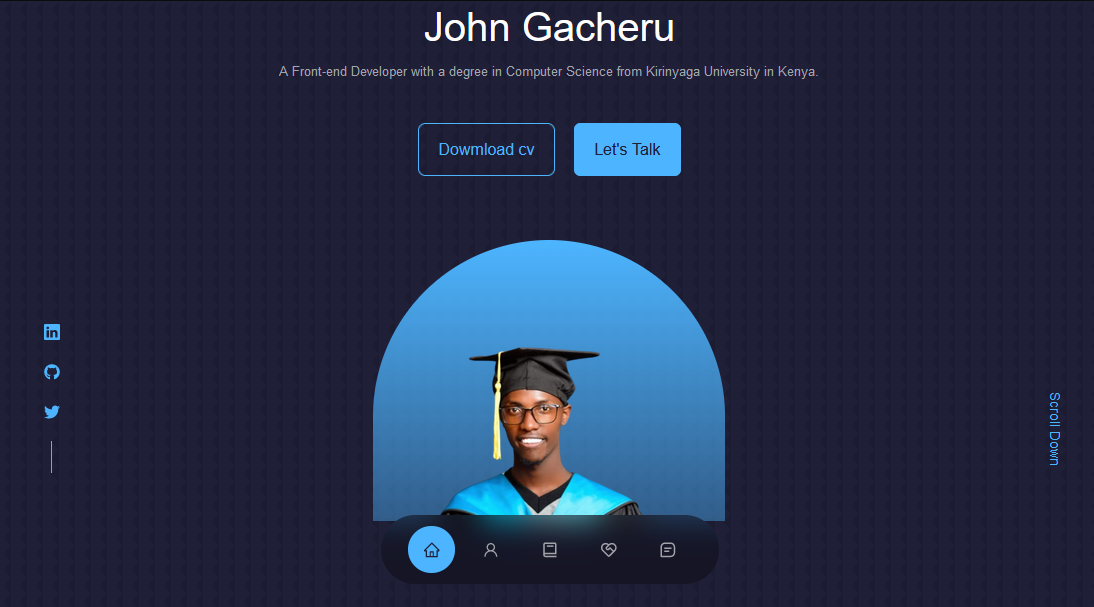 John Gacheru
A Front-end Developer with a degree in Computer Science from Kirinyaga University in Kenya.
Dowmload cv
Let's Talk
in
Scroll Down